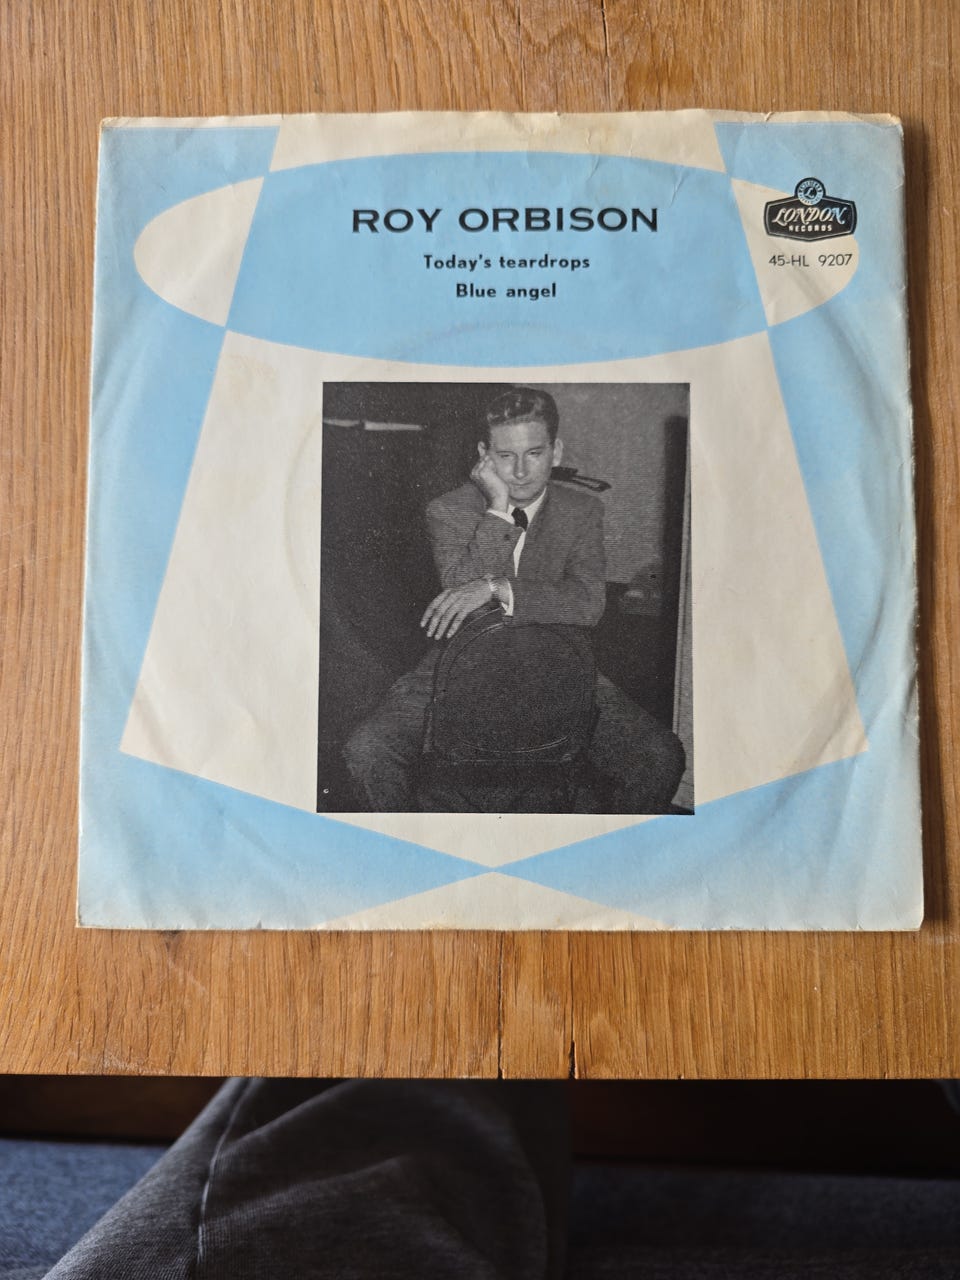 ROY ORBISON
Today's teardrops
Blue angel
LONDON
RECORDS
45-HL 9207